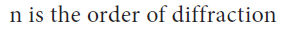 n is the order of diffraction